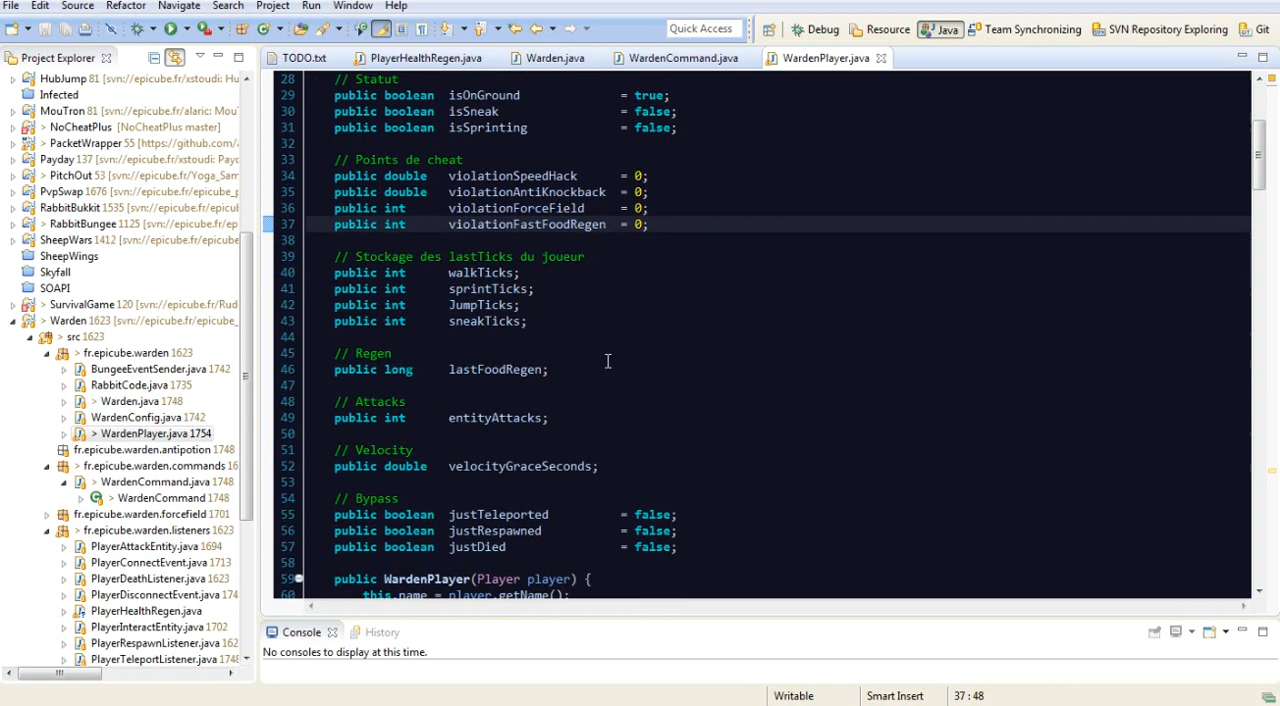 File Edit Source Refactor Navigate Search Project Run Window Help
Quick Access Debug Resource Java Team Synchronizing SVN Repository Exploring Git
Project Explorer TODO.txt PlayerHealthRegen.java Warden.java WardenCommand.java WardenPlayer.java
HubJump 81 [svn://epicube.fr/xstoudi: Hu
Infected
MouTron 81 [svn://epicube.fr/alaric: Mou
> NoCheatPlus [NoCheatPlus master]
> PacketWrapper 55 [https://github.com/
Payday 137 [svn://epicube.fr/xstoudi: Payc
> PitchOut 53 [svn://epicube.fr/Yoga_Sam
PvpSwap 1676 [svn://epicube.fr/epicube_p
RabbitBukkit 1535 [svn://epicube.fr/epicub
> RabbitBungee 1125 [svn://epicube.fr/ep
SheepWars 1412 [svn://epicube.fr/epicube
SheepWings
Skyfall
SOAPI
> SurvivalGame 120 [svn://epicube.fr/Rud
Warden 1623 [svn://epicube.fr/epicube_
> src 1623
> fr.epicube.warden 1623
BungeeEventSender.java 1742
RabbitCode.java 1735
> Warden.java 1748
WardenConfig.java 1742
> WardenPlayer.java 1754
fr.epicube.warden.antipotion 1748
> fr.epicube.warden.commands 16
> WardenCommand.java 1748
> WardenCommand 1748
fr.epicube.warden.forcefield 1701
> fr.epicube.warden.listeners 1623
PlayerAttackEntity.java 1694
PlayerConnectEvent.java 1713
PlayerDeathListener.java 1623
PlayerDisconnectEvent.java 174
PlayerHealthRegen.java
PlayerInteractEntity.java 1702
PlayerRespawnListener.java 162
PlayerTeleportListener.java 1748
28 // Statut
29 public boolean isOnGround = true;
30 public boolean isSneak = false;
31 public boolean isSprinting = false;
32
33 // Points de cheat
34 public double violationSpeedHack = 0;
35 public double violationAntiKnockback = 0;
36 public int violationForceField = 0;
37 public int violationFastFoodRegen = 0;
38
39 // Stockage des lastTicks du joueur
40 public int walkTicks;
41 public int sprintTicks;
42 public int JumpTicks;
43 public int sneakTicks;
44
45 // Regen
46 public long lastFoodRegen;
47
48 // Attacks
49 public int entityAttacks;
50
51 // Velocity
52 public double velocityGraceSeconds;
53
54 // Bypass
55 public boolean justTeleported = false;
56 public boolean justRespawned = false;
57 public boolean justDied = false;
58
59 public WardenPlayer(Player player) {
60 this.name = player.getName();
Console History
No consoles to display at this time.
Writable Smart Insert 37 : 48